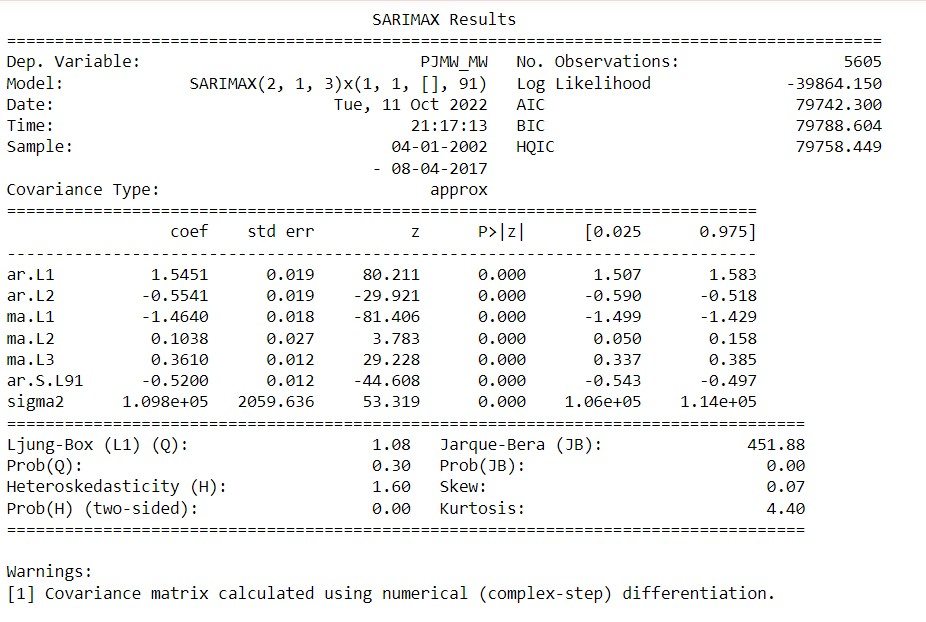 SARIMAX Results
==========================================================================================
Dep. Variable: PJMW_MW No. Observations: 5605
Model: SARIMAX(2, 1, 3)x(1, 1, [], 91) Log Likelihood -39864.150
Date: Tue, 11 Oct 2022 AIC 79742.300
Time: 21:17:13 BIC 79788.604
Sample: 04-01-2002 HQIC 79758.449
- 08-04-2017
Covariance Type: approx
==============================================================================
coef std err z P>|z| [0.025 0.975]
------------------------------------------------------------------------------
ar.L1 1.5451 0.019 80.211 0.000 1.507 1.583
ar.L2 -0.5541 0.019 -29.921 0.000 -0.590 -0.518
ma.L1 -1.4640 0.018 -81.406 0.000 -1.499 -1.429
ma.L2 0.1038 0.027 3.783 0.000 0.050 0.158
ma.L3 0.3610 0.012 29.228 0.000 0.337 0.385
ar.S.L91 -0.5200 0.012 -44.608 0.000 -0.543 -0.497
sigma2 1.098e+05 2059.636 53.319 0.000 1.06e+05 1.14e+05
===================================================================================
Ljung-Box (L1) (Q): 1.08 Jarque-Bera (JB): 451.88
Prob(Q): 0.30 Prob(JB): 0.00
Heteroskedasticity (H): 1.60 Skew: 0.07
Prob(H) (two-sided): 0.00 Kurtosis: 4.40
===================================================================================
Warnings:
[1] Covariance matrix calculated using numerical (complex-step) differentiation.